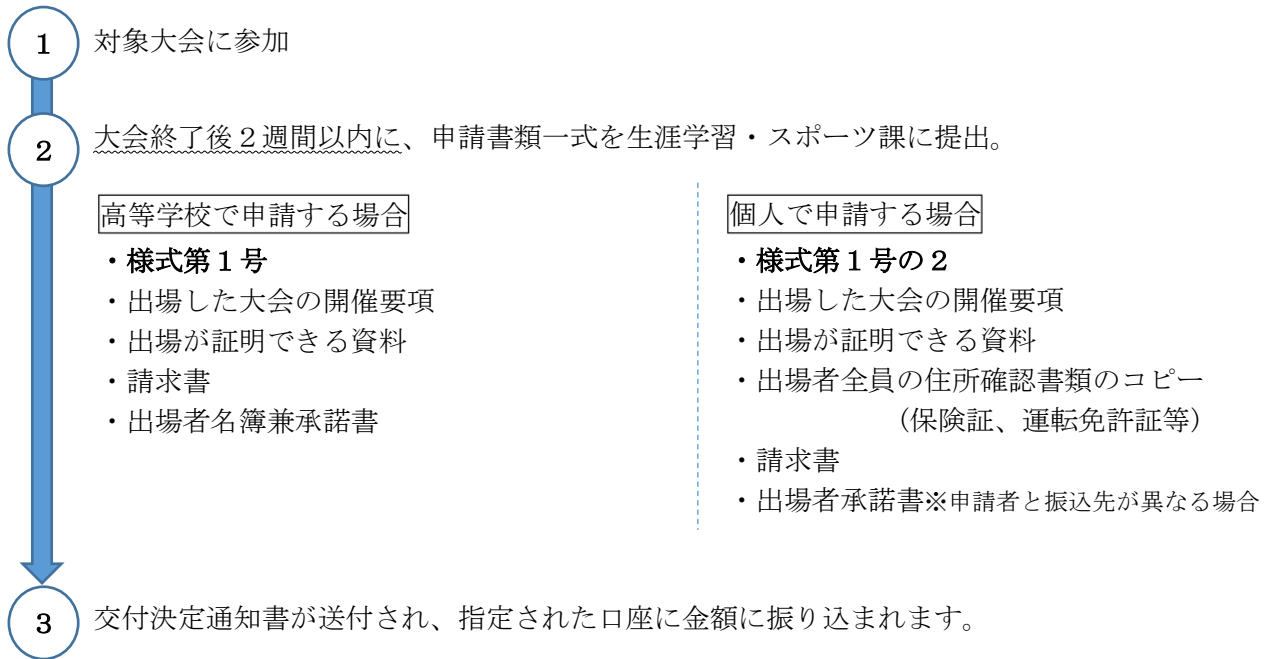 1 対象大会に参加
2 大会終了後２週間以内に、申請書類一式を生涯学習・スポーツ課に提出。
高等学校で申請する場合
・様式第１号
・出場した大会の開催要項
・出場が証明できる資料
・請求書
・出場者名簿兼承諾書
個人で申請する場合
・様式第１号の２
・出場した大会の開催要項
・出場が証明できる資料
・出場者全員の住所確認書類のコピー
（保険証、運転免許証等）
・請求書
・出場者承諾書※申請者と振込先が異なる場合
3 交付決定通知書が送付され、指定された口座に金額に振り込まれます。